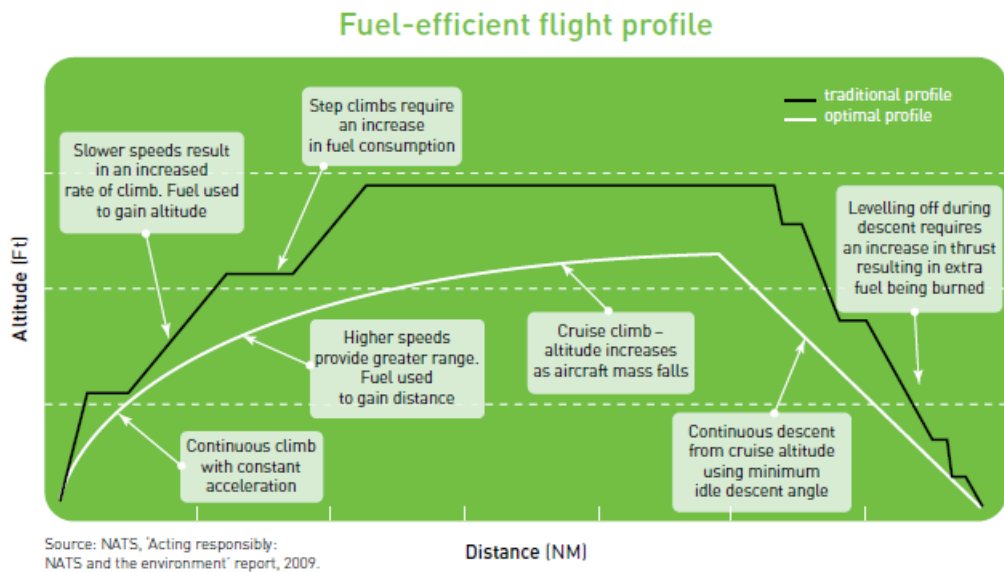 Fuel-efficient flight profile
traditional profile
optimal profile
Step climbs require
an increase
in fuel consumption
Slower speeds result
in an increased
rate of climb. Fuel used
to gain altitude
Levelling off during
descent requires
an increase in thrust
resulting in extra
fuel being burned
Altitude (Ft)
Higher speeds
provide greater range.
Fuel used
to gain distance
Cruise climb –
altitude increases
as aircraft mass falls
Continuous climb
with constant
acceleration
Continuous descent
from cruise altitude
using minimum
idle descent angle
Source: NATS, 'Acting responsibly:
NATS and the environment' report, 2009.
Distance (NM)